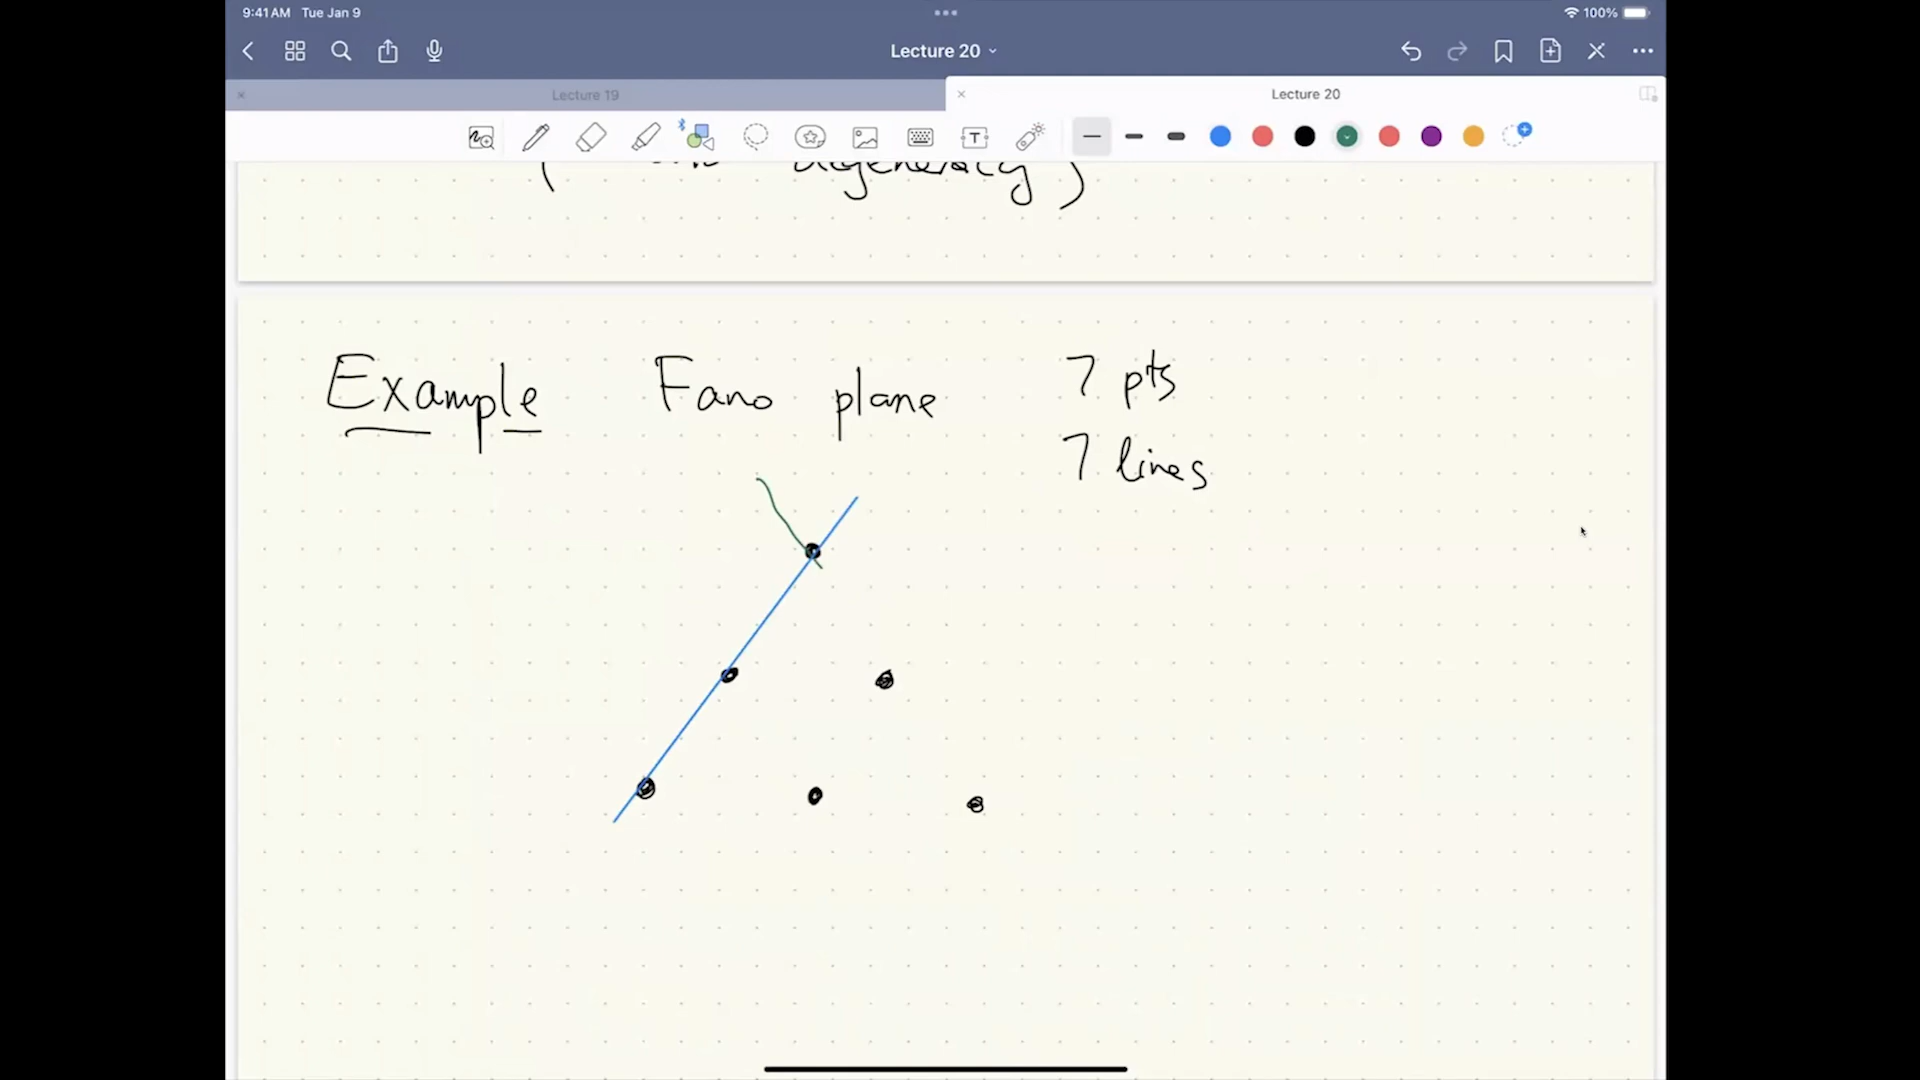 9:41 AM Tue Jan 9
100%
Lecture 20
Lecture 19
Lecture 20
T
degeneracy)
Example Fano plane 7 pts
7 lines